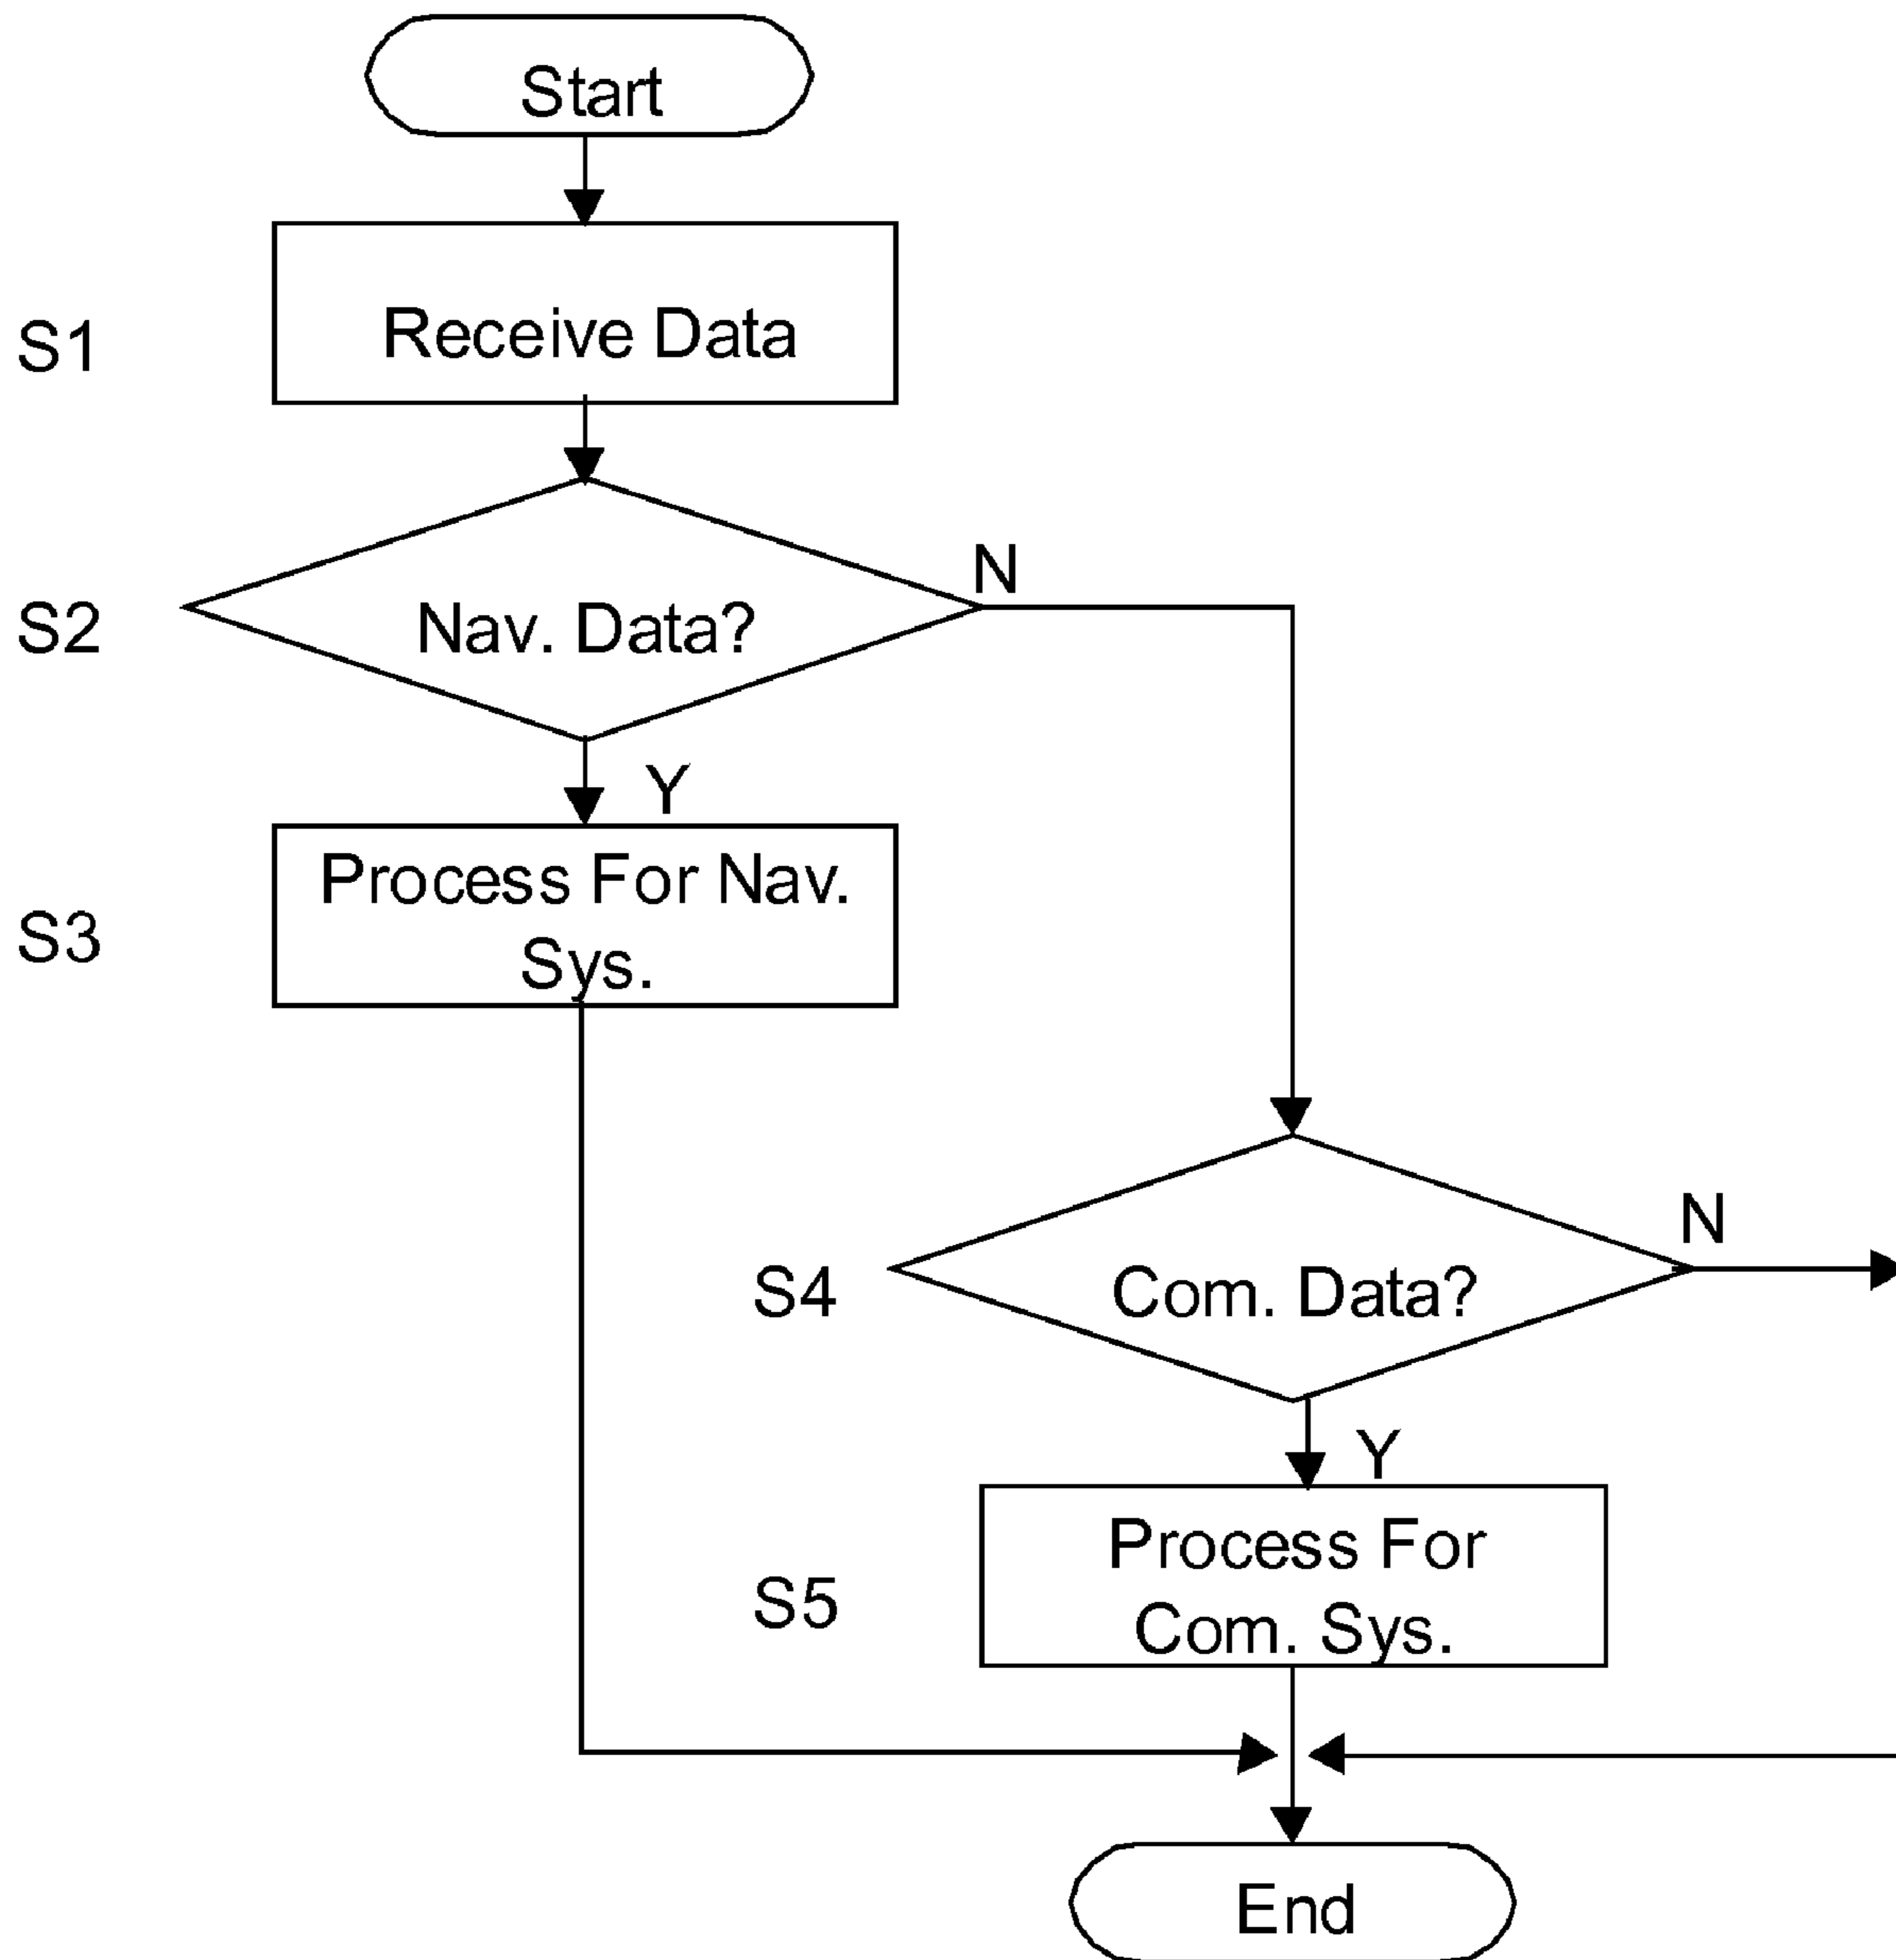 Start
S1
Receive Data
S2
Nav. Data?
N
Y
S3
Process For Nav.
Sys.
S4
Com. Data?
N
Y
S5
Process For
Com. Sys.
End